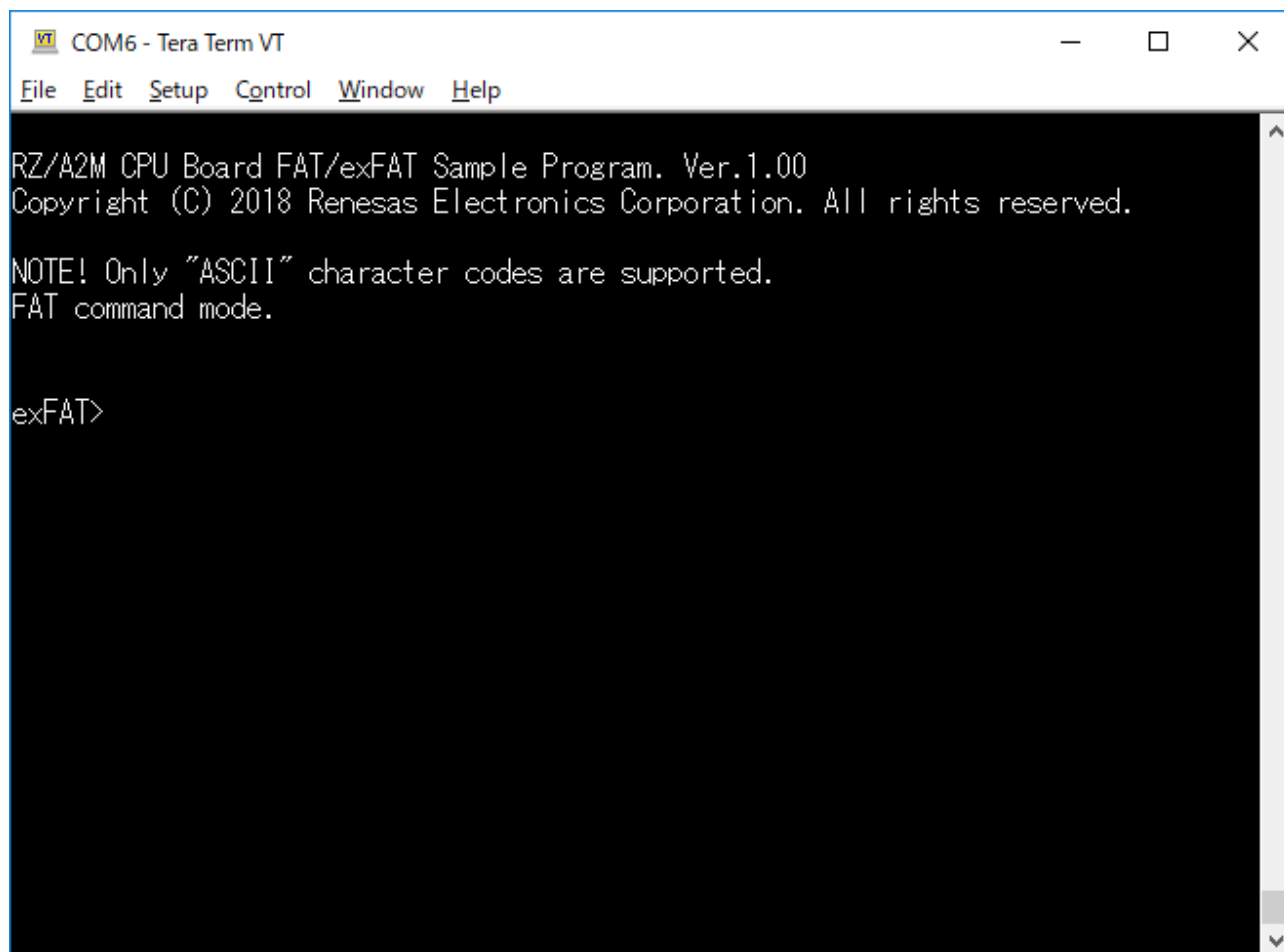 COM6 - Tera Term VT
File Edit Setup Control Window Help
RZ/A2M CPU Board FAT/exFAT Sample Program. Ver.1.00
Copyright (C) 2018 Renesas Electronics Corporation. All rights reserved.
NOTE! Only "ASCII" character codes are supported.
FAT command mode.
exFAT>